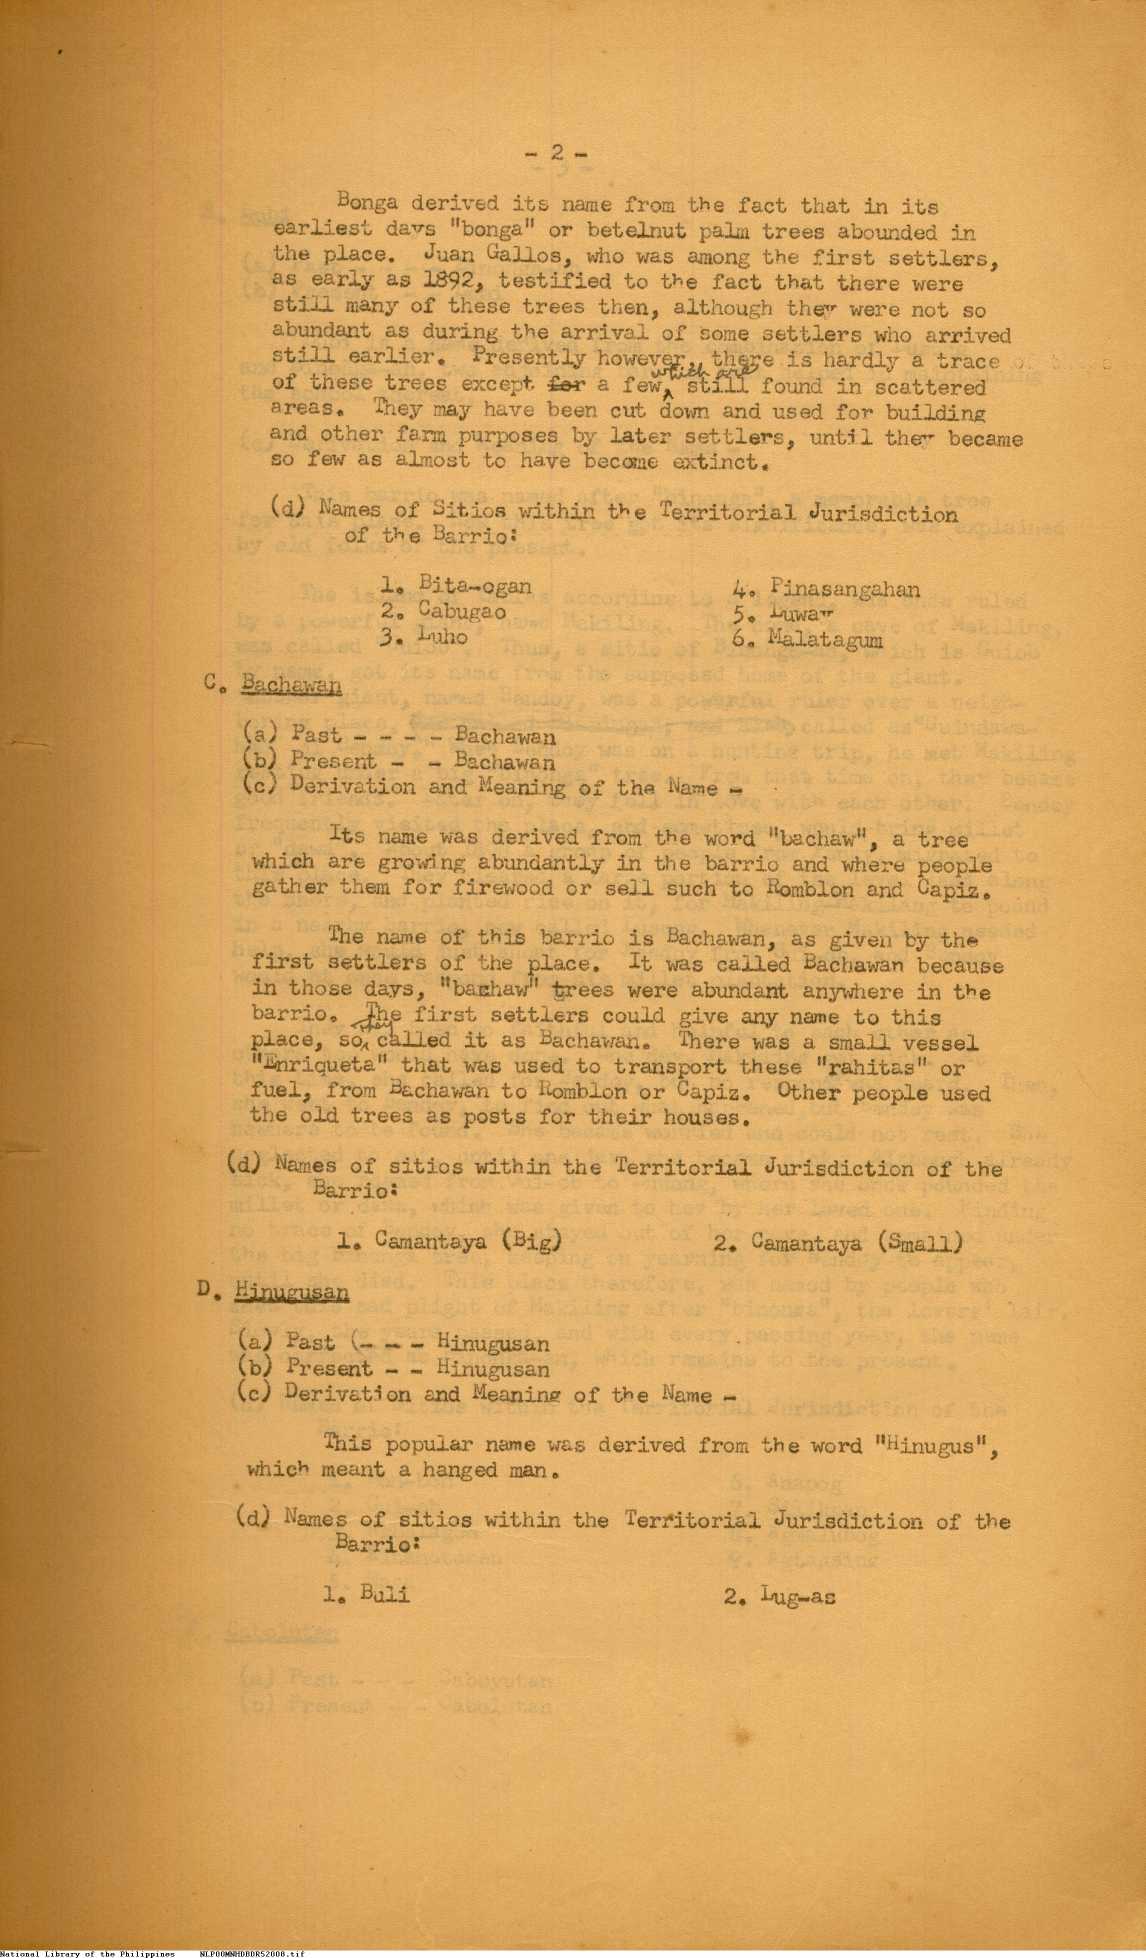 - 2 -
Bonga derived its name from the fact that in its
earliest days "bonga" or betelnut palm trees abounded in
the place. Juan Gallos, who was among the first settlers,
as early as 1892, testified to the fact that there were
still many of these trees then, although they were not so
abundant as during the arrival of some settlers who arrived
still earlier. Presently however, there is hardly a trace
of these trees except for a few which are still found in scattered
areas. They may have been cut down and used for building
and other farm purposes by later settlers, until they became
so few as almost to have become extinct.
(d) Names of Sitios within the Territorial Jurisdiction
of the Barrio:
1. Bita-ogan 4. Pinasangahan
2. Cabugao 5. Luway
3. Luho 6. Malatagum
C. Bachawan
(a) Past - - - - Bachawan
(b) Present - - Bachawan
(c) Derivation and Meaning of the Name -
Its name was derived from the word "bachaw", a tree
which are growing abundantly in the barrio and where people
gather them for firewood or sell such to Romblon and Capiz.
The name of this barrio is Bachawan, as given by the
first settlers of the place. It was called Bachawan because
in those days, "bachaw" trees were abundant anywhere in the
barrio. The first settlers could give any name to this
place, so they called it as Bachawan. There was a small vessel
"Enriqueta" that was used to transport these "rahitas" or
fuel, from Bachawan to Romblon or Capiz. Other people used
the old trees as posts for their houses.
(d) Names of sitios within the Territorial Jurisdiction of the
Barrio:
1. Camantaya (Big) 2. Camantaya (Small)
D. Hinugusan
(a) Past (- - - Hinugusan
(b) Present - - Hinugusan
(c) Derivation and Meaning of the Name -
This popular name was derived from the word "Hinugus",
which meant a hanged man.
(d) Names of sitios within the Territorial Jurisdiction of the
Barrio:
1. Buli 2. Lug-as
National Library of the Philippines NLPOOMNHDBDR52008.tif